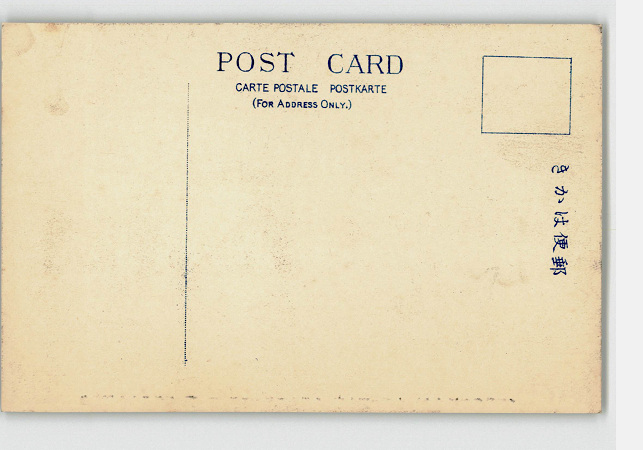 POST CARD
CARTE POSTALE POSTKARTE
(FOR ADDRESS ONLY.)
きかは便郵